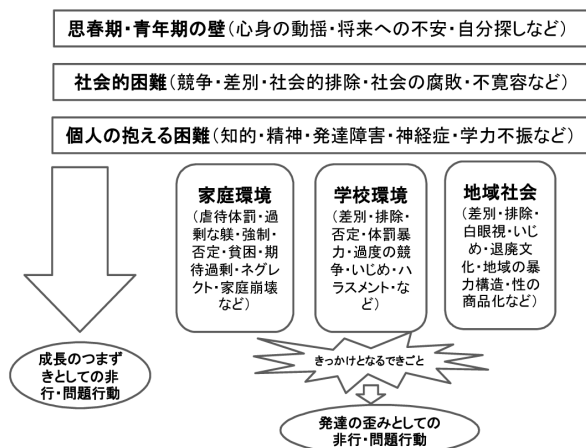 思春期・青年期の壁(心身の動揺・将来への不安・自分探しなど)
社会的困難(競争・差別・社会的排除・社会の腐敗・不寛容など)
個人の抱える困難(知的・精神・発達障害・神経症・学力不振など)
家庭環境
(虐待体罰・過
剰な躾・強制・
否定・貧困・期
待過剰・ネグレ
クト・家庭崩壊
など)
学校環境
(差別・排除・
否定・体罰暴
力・過度の競
争・いじめ・ハ
ラスメント・な
ど)
地域社会
(差別・排除・
白眼視・いじ
め・退廃文
化・地域の暴
力構造・性の
商品化など)
きっかけとなるできごと
成長のつまず
きとしての非
行・問題行動
発達の歪みとしての
非行・問題行動